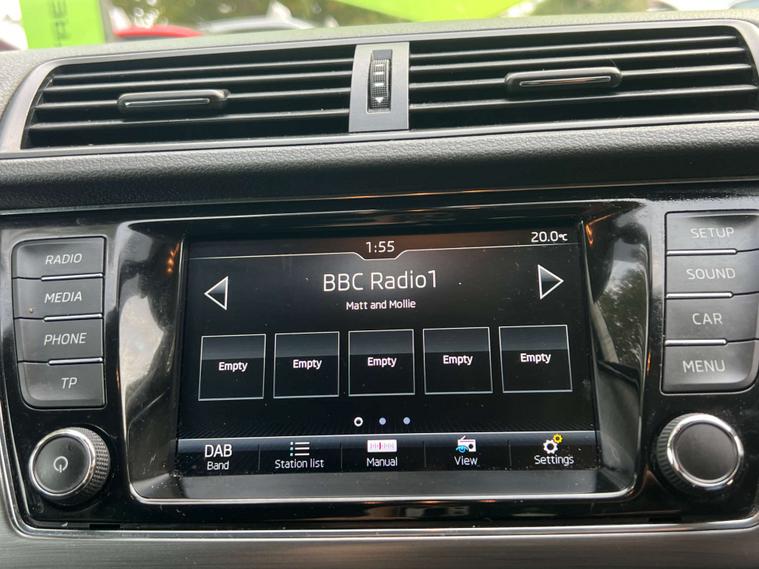 RADIO
MEDIA
PHONE
TP
1:55
20.0°C
BBC Radio1
Matt and Mollie
Empty
Empty
Empty
Empty
Empty
DAB
Band
Station list
Manual
View
Settings
SETUP
SOUND
CAR
MENU